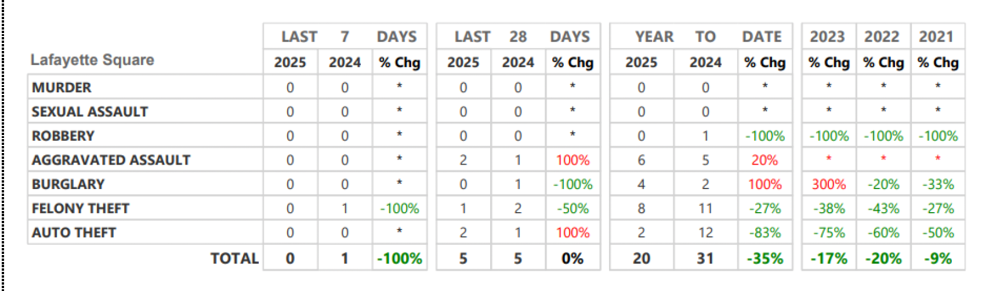 LAST 7 DAYS LAST 28 DAYS YEAR TO DATE 2023 2022 2021
Lafayette Square 2025 2024 % Chg 2025 2024 % Chg 2025 2024 % Chg % Chg % Chg % Chg
MURDER 0 0 * 0 0 * 0 0 * * * *
SEXUAL ASSAULT 0 0 * 0 0 * 0 0 * * * *
ROBBERY 0 0 * 0 0 * 0 1 -100% -100% -100% -100%
AGGRAVATED ASSAULT 0 0 * 2 1 100% 6 5 20% * * *
BURGLARY 0 0 * 0 1 -100% 4 2 100% 300% -20% -33%
FELONY THEFT 0 1 -100% 1 2 -50% 8 11 -27% -38% -43% -27%
AUTO THEFT 0 0 * 2 1 100% 2 12 -83% -75% -60% -50%
TOTAL 0 1 -100% 5 5 0% 20 31 -35% -17% -20% -9%